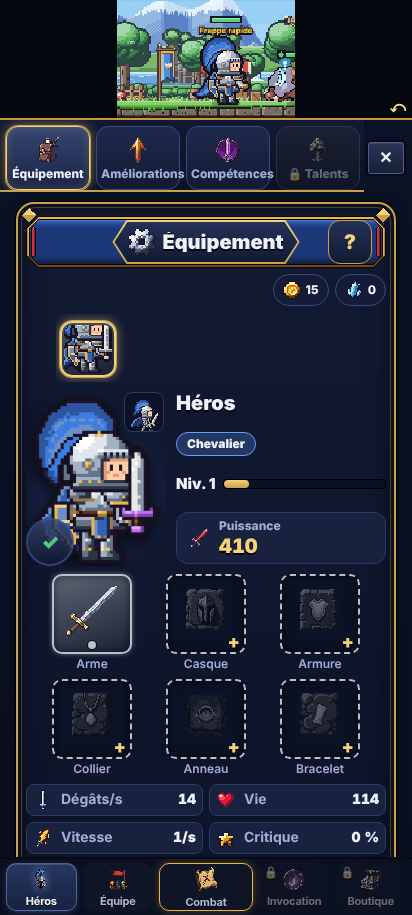 Frappe rapide
Équipement
Améliorations
Compétences
Talents
×
Équipement
?
15
0
Héros
Chevalier
Niv. 1
Puissance
410
Arme
Casque
Armure
Collier
Anneau
Bracelet
Dégâts/s 14
Vie 114
Vitesse 1/s
Critique 0 %
Héros
Équipe
Combat
Invocation
Boutique